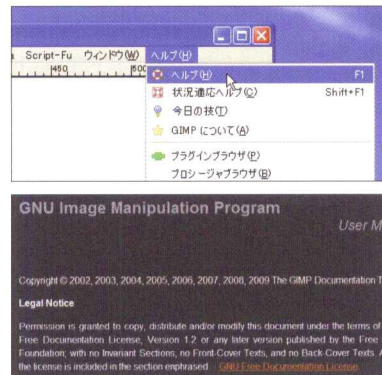 Script-Fu ウィンドウ(W) ヘルプ(H)
450
ヘルプ(H) F1
状況適応ヘルプ(C) Shift+F1
今日の技(T)
GIMP について(A)
プラグインブラウザ(P)
プロシージャブラウザ(B)
GNU Image Manipulation Program
User M
Copyright © 2002, 2003, 2004, 2005, 2006, 2007, 2008, 2009 The GIMP Documentation T
Legal Notice
Permission is granted to copy, distribute and/or modify this document under the terms of
Free Documentation License, Version 1.2 or any later version published by the Free
Foundation; with no Invariant Sections, no Front-Cover Texts, and no Back-Cover Texts. A
the license is included in the section enphrased GNU Free Documentation License